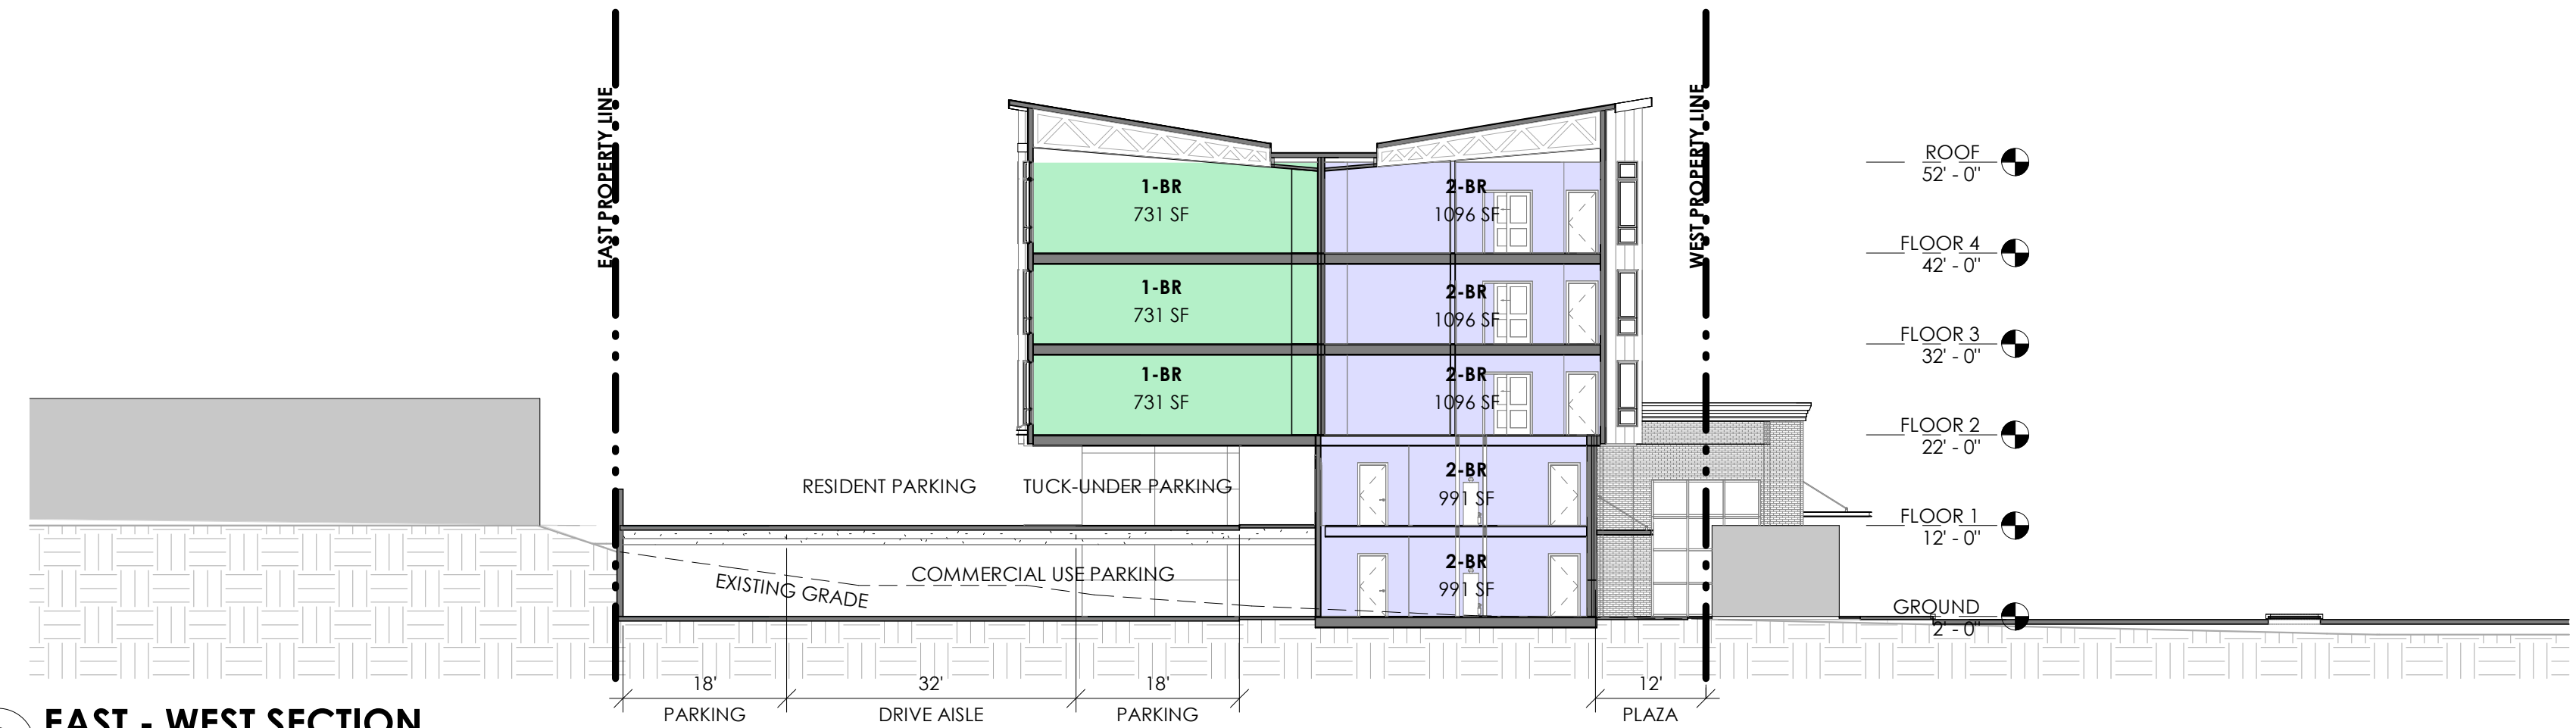 EAST PROPERTY LINE
WEST PROPERTY LINE
1-BR
731 SF
2-BR
1096 SF
1-BR
731 SF
2-BR
1096 SF
1-BR
731 SF
2-BR
1096 SF
2-BR
991 SF
2-BR
991 SF
RESIDENT PARKING
TUCK-UNDER PARKING
COMMERCIAL USE PARKING
EXISTING GRADE
ROOF
52' - 0"
FLOOR 4
42' - 0"
FLOOR 3
32' - 0"
FLOOR 2
22' - 0"
FLOOR 1
12' - 0"
GROUND
2' - 0"
18'
PARKING
32'
DRIVE AISLE
18'
PARKING
12'
PLAZA
EAST - WEST SECTION